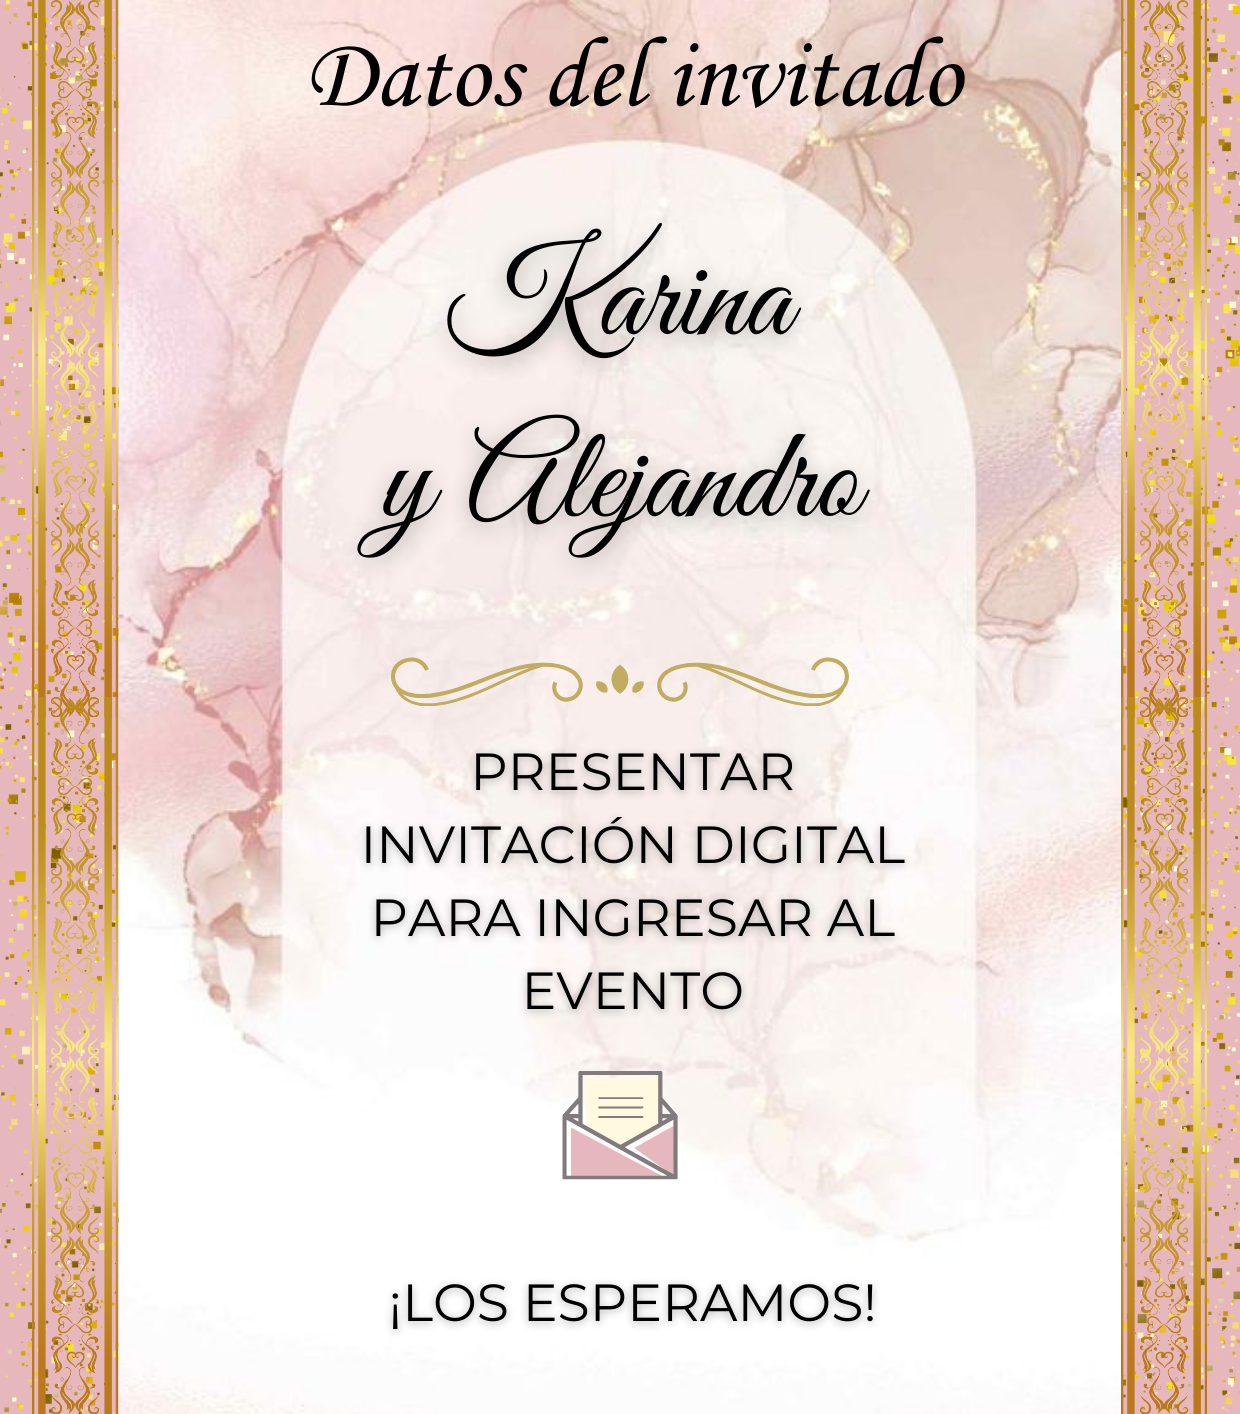 Datos del invitado
Karina
y Alejandro
PRESENTAR
INVITACIÓN DIGITAL
PARA INGRESAR AL
EVENTO
¡LOS ESPERAMOS!